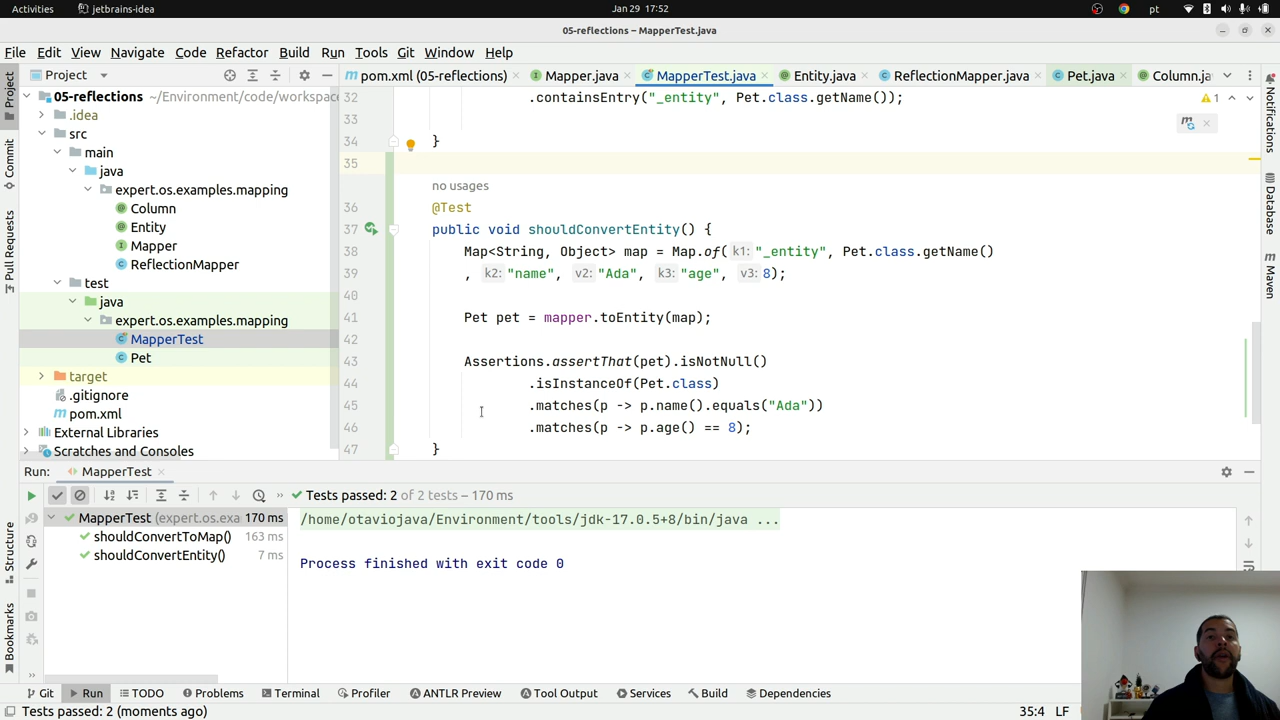 Activities
jetbrains-idea
Jan 29 17:52
pt
05-reflections – MapperTest.java
File Edit View Navigate Code Refactor Build Run Tools Git Window Help
Project
pom.xml (05-reflections)
Mapper.java
MapperTest.java
Entity.java
ReflectionMapper.java
Pet.java
Column.ja
Project
Commit
Pull Requests
Structure
Bookmarks
05-reflections ~/Environment/code/workspac
.idea
src
main
java
expert.os.examples.mapping
Column
Entity
Mapper
ReflectionMapper
test
java
expert.os.examples.mapping
MapperTest
Pet
target
.gitignore
pom.xml
External Libraries
Scratches and Consoles
1
32 .containsEntry("_entity", Pet.class.getName());
33
34 }
35
no usages
36 @Test
37 public void shouldConvertEntity() {
38 Map<String, Object> map = Map.of( k1: "_entity", Pet.class.getName()
39 , k2: "name", v2: "Ada", k3: "age", v3: 8);
40
41 Pet pet = mapper.toEntity(map);
42
43 Assertions.assertThat(pet).isNotNull()
44 .isInstanceOf(Pet.class)
45 .matches(p -> p.name().equals("Ada"))
46 .matches(p -> p.age() == 8);
47 }
Notifications
Database
Maven
Run: MapperTest
Tests passed: 2 of 2 tests – 170 ms
MapperTest (expert.os.exa 170 ms
shouldConvertToMap() 163 ms
shouldConvertEntity() 7 ms
/home/otaviojava/Environment/tools/jdk-17.0.5+8/bin/java ...
Process finished with exit code 0
Git Run TODO Problems Terminal Profiler ANTLR Preview Tool Output Services Build Dependencies
Tests passed: 2 (moments ago)
35:4 LF